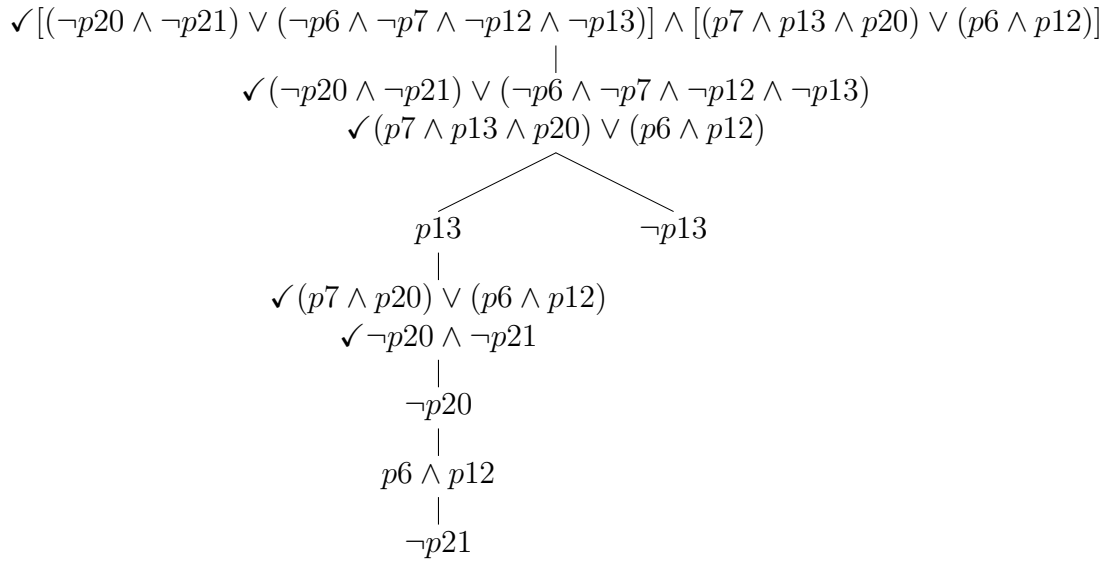 ✓[(¬p20 ∧ ¬p21) ∨ (¬p6 ∧ ¬p7 ∧ ¬p12 ∧ ¬p13)] ∧ [(p7 ∧ p13 ∧ p20) ∨ (p6 ∧ p12)]
✓(¬p20 ∧ ¬p21) ∨ (¬p6 ∧ ¬p7 ∧ ¬p12 ∧ ¬p13)
✓(p7 ∧ p13 ∧ p20) ∨ (p6 ∧ p12)
p13 ¬p13
✓(p7 ∧ p20) ∨ (p6 ∧ p12)
✓¬p20 ∧ ¬p21
¬p20
p6 ∧ p12
¬p21